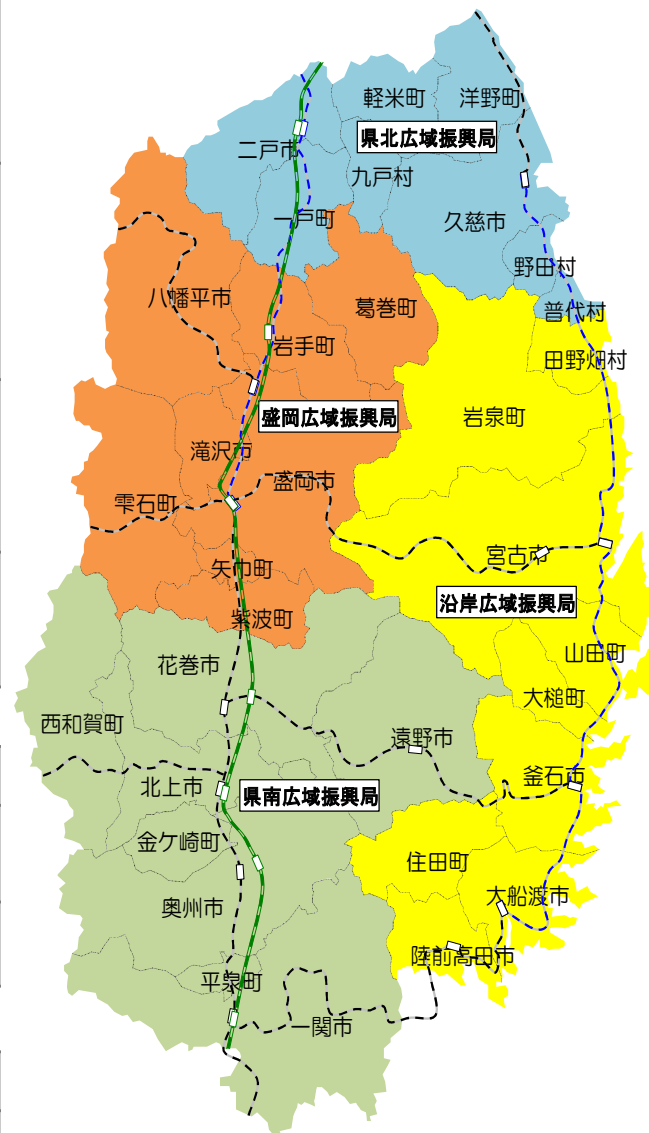 軽米町
洋野町
県北広域振興局
二戸市
九戸村
一戸町
久慈市
野田村
普代村
八幡平市
葛巻町
岩手町
田野畑村
盛岡広域振興局
岩泉町
滝沢市
盛岡市
雫石町
宮古市
矢巾町
沿岸広域振興局
紫波町
山田町
花巻市
大槌町
西和賀町
遠野市
釜石市
北上市
県南広域振興局
金ケ崎町
住田町
大船渡市
奥州市
陸前高田市
平泉町
一関市